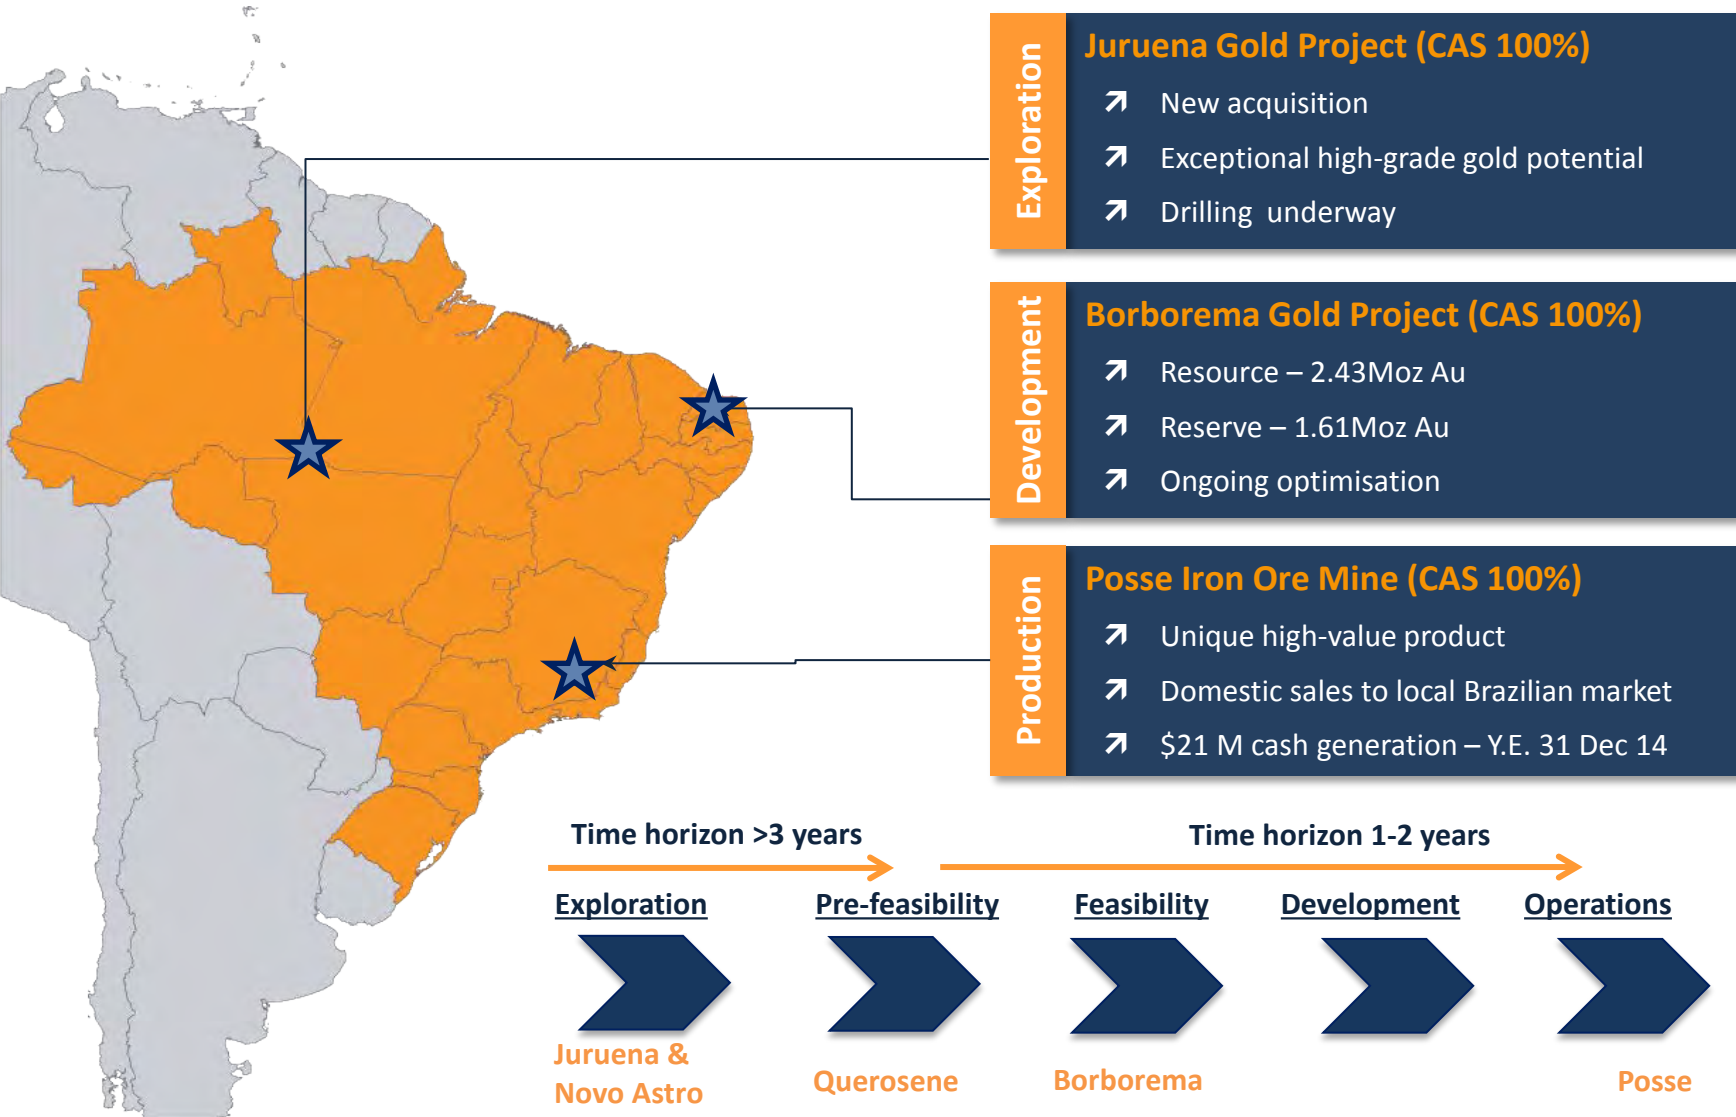 Exploration
Juruena Gold Project (CAS 100%)
New acquisition
Exceptional high-grade gold potential
Drilling underway
Development
Borborema Gold Project (CAS 100%)
Resource – 2.43Moz Au
Reserve – 1.61Moz Au
Ongoing optimisation
Production
Posse Iron Ore Mine (CAS 100%)
Unique high-value product
Domestic sales to local Brazilian market
$21 M cash generation – Y.E. 31 Dec 14
Time horizon >3 years
Time horizon 1-2 years
Exploration
Pre-feasibility
Feasibility
Development
Operations
Juruena &
Novo Astro
Querosene
Borborema
Posse